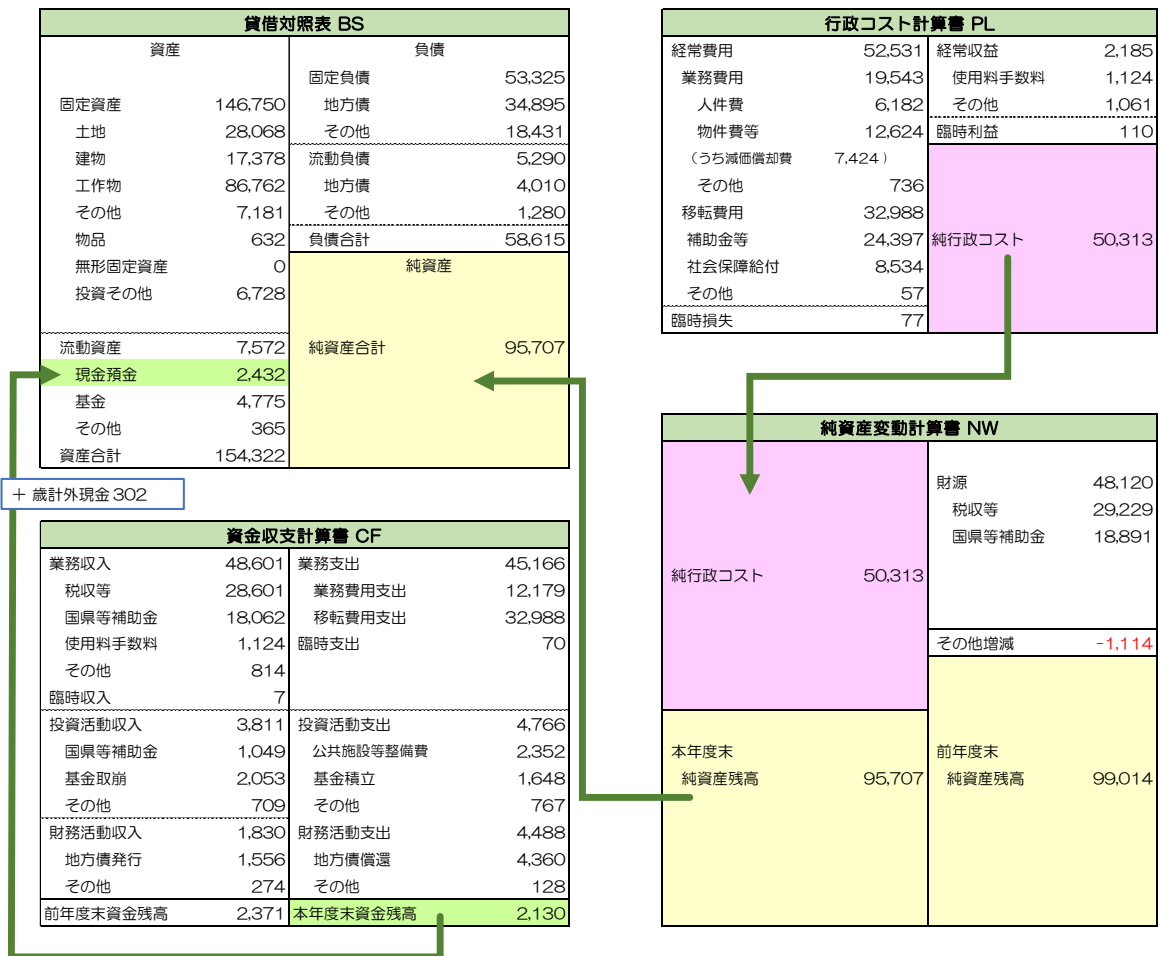 貸借対照表 BS
資産 負債
固定負債 53,325
固定資産 146,750 地方債 34,895
土地 28,068 その他 18,431
建物 17,378 流動負債 5,290
工作物 86,762 地方債 4,010
その他 7,181 その他 1,280
物品 632 負債合計 58,615
無形固定資産 0 純資産
投資その他 6,728
流動資産 7,572 純資産合計 95,707
現金預金 2,432
基金 4,775
その他 365
資産合計 154,322
+ 歳計外現金 302
行政コスト計算書 PL
経常費用 52,531 経常収益 2,185
業務費用 19,543 使用料手数料 1,124
人件費 6,182 その他 1,061
物件費等 12,624 臨時利益 110
(うち減価償却費 7,424)
その他 736
移転費用 32,988
補助金等 24,397 純行政コスト 50,313
社会保障給付 8,534
その他 57
臨時損失 77
資金収支計算書 CF
業務収入 48,601 業務支出 45,166
税収等 28,601 業務費用支出 12,179
国県等補助金 18,062 移転費用支出 32,988
使用料手数料 1,124 臨時支出 70
その他 814
臨時収入 7
投資活動収入 3,811 投資活動支出 4,766
国県等補助金 1,049 公共施設等整備費 2,352
基金取崩 2,053 基金積立 1,648
その他 709 その他 767
財務活動収入 1,830 財務活動支出 4,488
地方債発行 1,556 地方債償還 4,360
その他 274 その他 128
前年度末資金残高 2,371 本年度末資金残高 2,130
純資産変動計算書 NW
財源 48,120
税収等 29,229
国県等補助金 18,891
純行政コスト 50,313
その他増減 -1,114
本年度末 前年度末
純資産残高 95,707 純資産残高 99,014